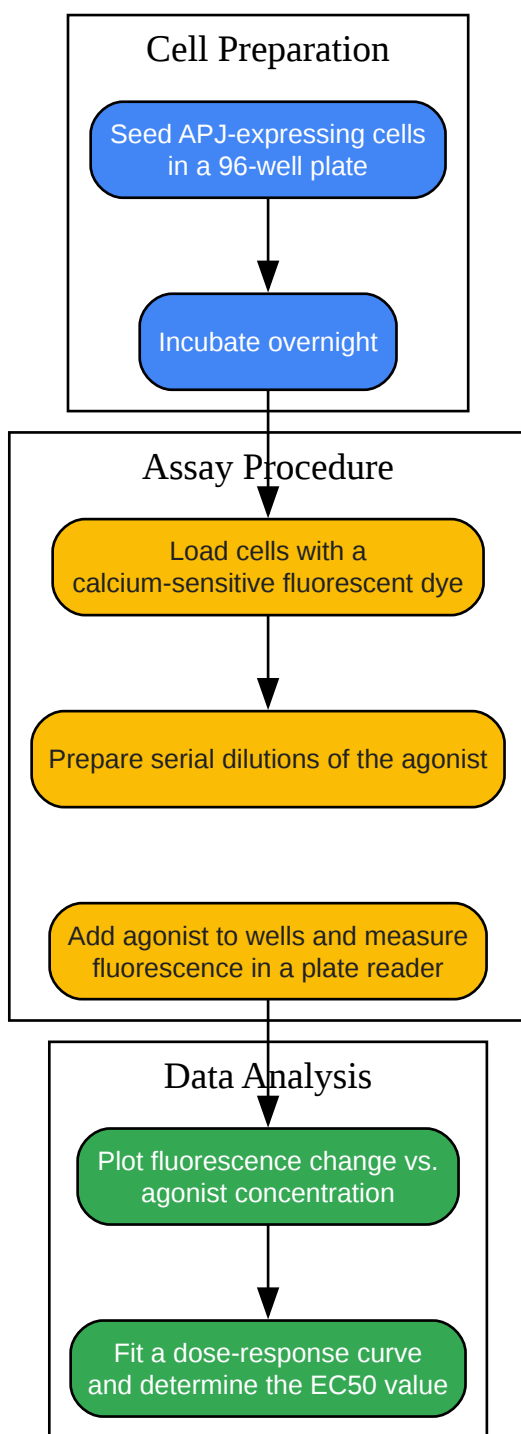 Cell Preparation
Seed APJ-expressing cells
in a 96-well plate
Incubate overnight
Assay Procedure
Load cells with a
calcium-sensitive fluorescent dye
Prepare serial dilutions of the agonist
Add agonist to wells and measure
fluorescence in a plate reader
Data Analysis
Plot fluorescence change vs.
agonist concentration
Fit a dose-response curve
and determine the EC50 value